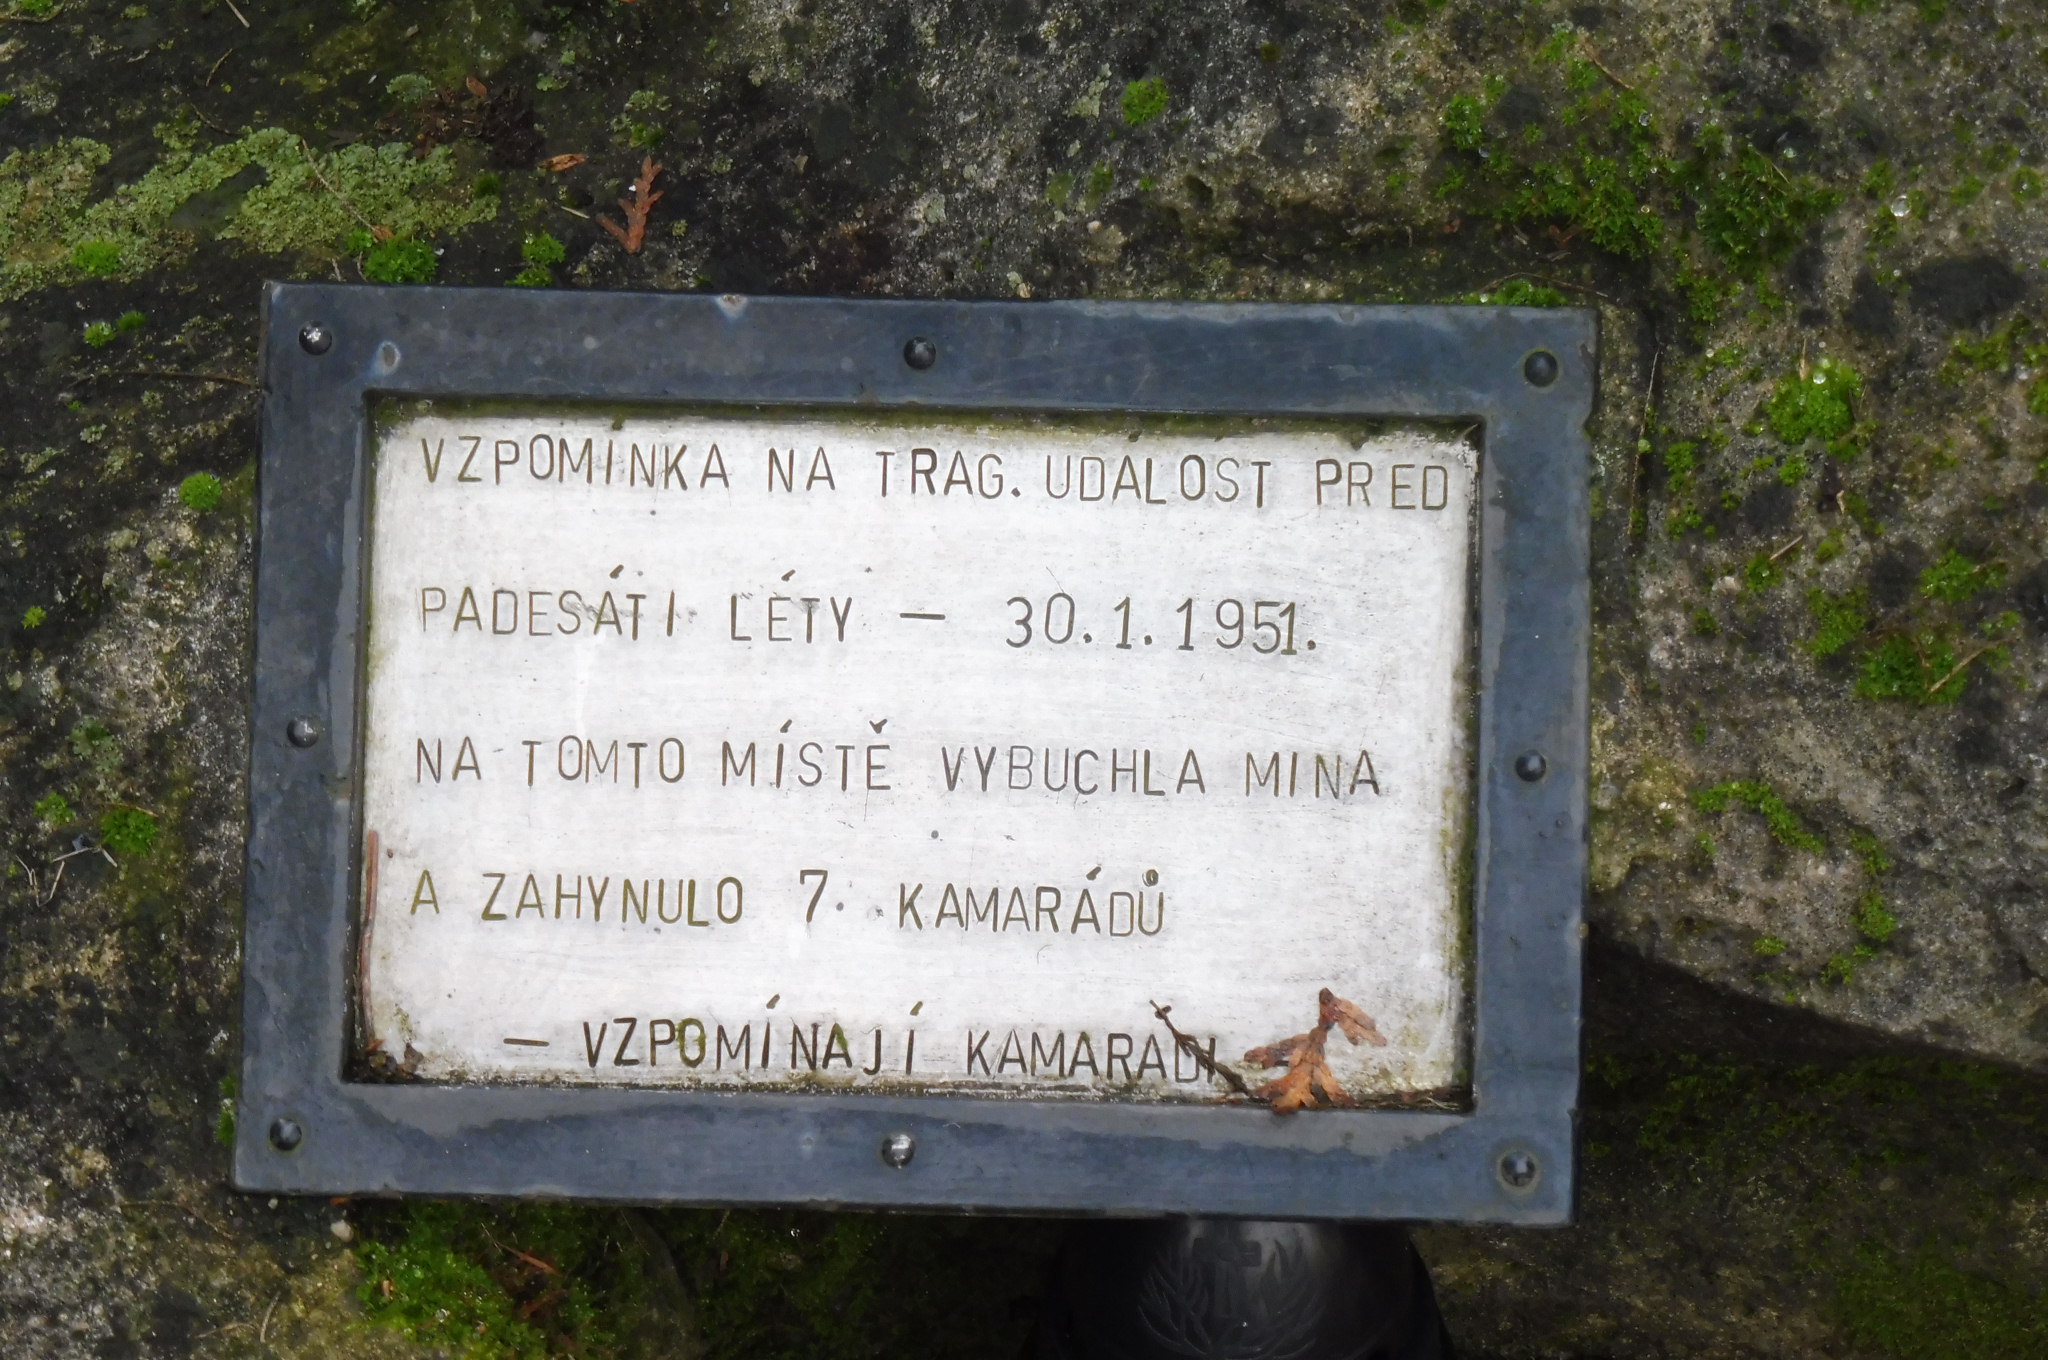 VZPOMINKA NA TRAG. UDALOST PRED
PADESÁTI LÉTY – 30.1.1951.
NA TOMTO MÍSTĚ VYBUCHLA MINA
A ZAHYNULO 7. KAMARÁDŮ
– VZPOMÍNAJÍ KAMARADI